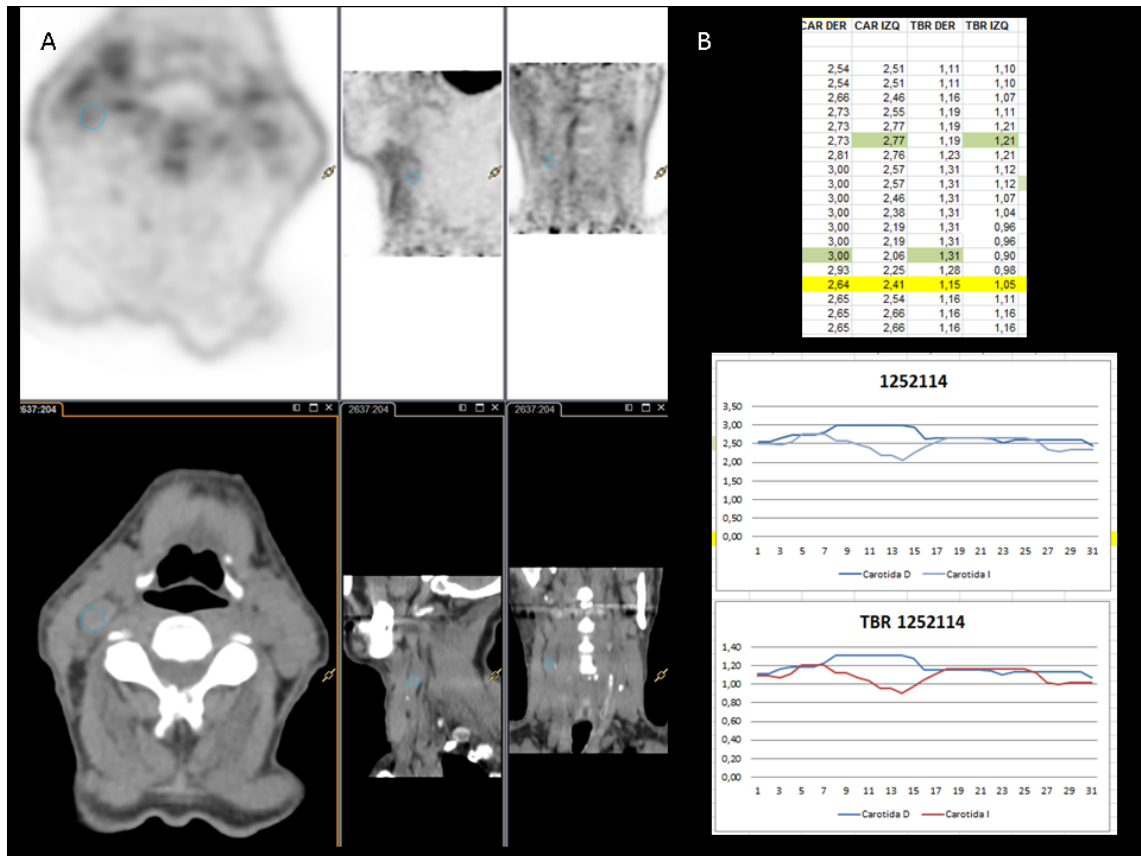 A
B
CAR DER CAR IZQ TBR DER TBR IZQ
2,54 2,51 1,11 1,10
2,54 2,51 1,11 1,10
2,66 2,46 1,16 1,07
2,73 2,55 1,19 1,11
2,73 2,77 1,19 1,21
2,73 2,77 1,19 1,21
2,81 2,76 1,23 1,21
3,00 2,57 1,31 1,12
3,00 2,57 1,31 1,12
3,00 2,46 1,31 1,07
3,00 2,38 1,31 1,04
3,00 2,19 1,31 0,96
3,00 2,19 1,31 0,96
3,00 2,06 1,31 0,90
2,93 2,25 1,28 0,98
2,64 2,41 1,15 1,05
2,65 2,54 1,16 1,11
2,65 2,66 1,16 1,16
2,65 2,66 1,16 1,16
2637:204
2637:204
2637:204
1252114
3,50
3,00
2,50
2,00
1,50
1,00
0,50
0,00
1 3 5 7 9 11 13 15 17 19 21 23 25 27 29 31
Carotida D Carotida I
TBR 1252114
1,40
1,20
1,00
0,80
0,60
0,40
0,20
0,00
1 3 5 7 9 11 13 15 17 19 21 23 25 27 29 31
Carotida D Carotida I